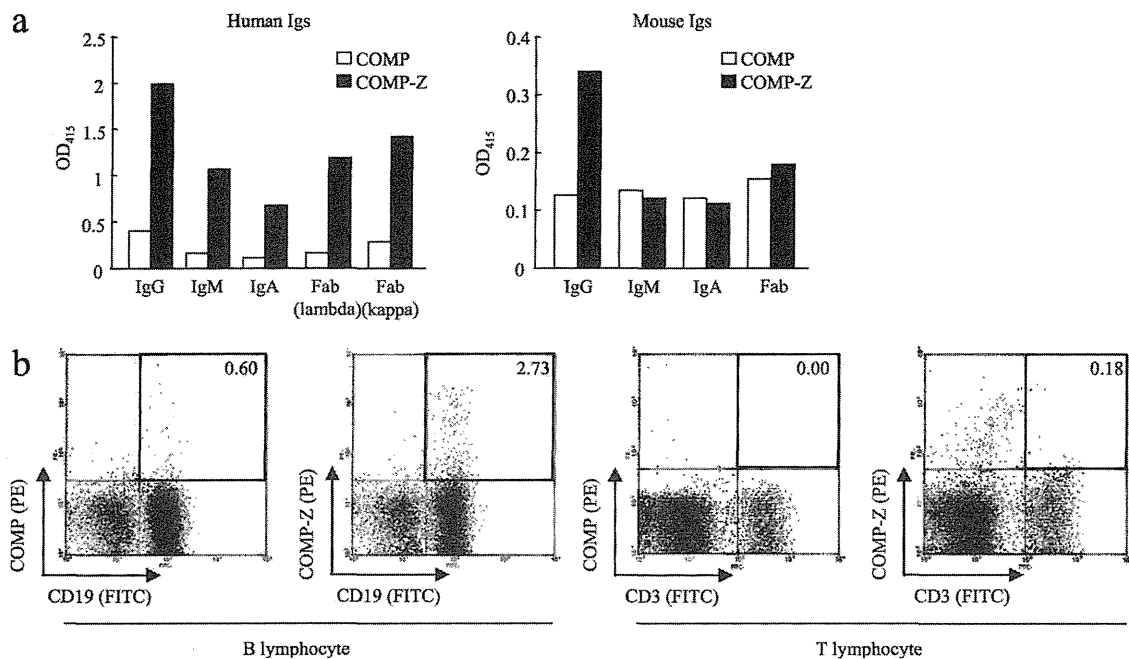 a
Human Igs
Mouse Igs
OD415
2.5
2
1.5
1
0.5
0
COMP
COMP-Z
IgG IgM IgA Fab (lambda) Fab (kappa)
OD415
0.4
0.3
0.2
0.1
0
COMP
COMP-Z
IgG IgM IgA Fab
b
0.60
2.73
0.00
0.18
COMP (PE)
COMP-Z (PE)
COMP (PE)
COMP-Z (PE)
CD19 (FITC)
CD19 (FITC)
CD3 (FITC)
CD3 (FITC)
B lymphocyte
T lymphocyte